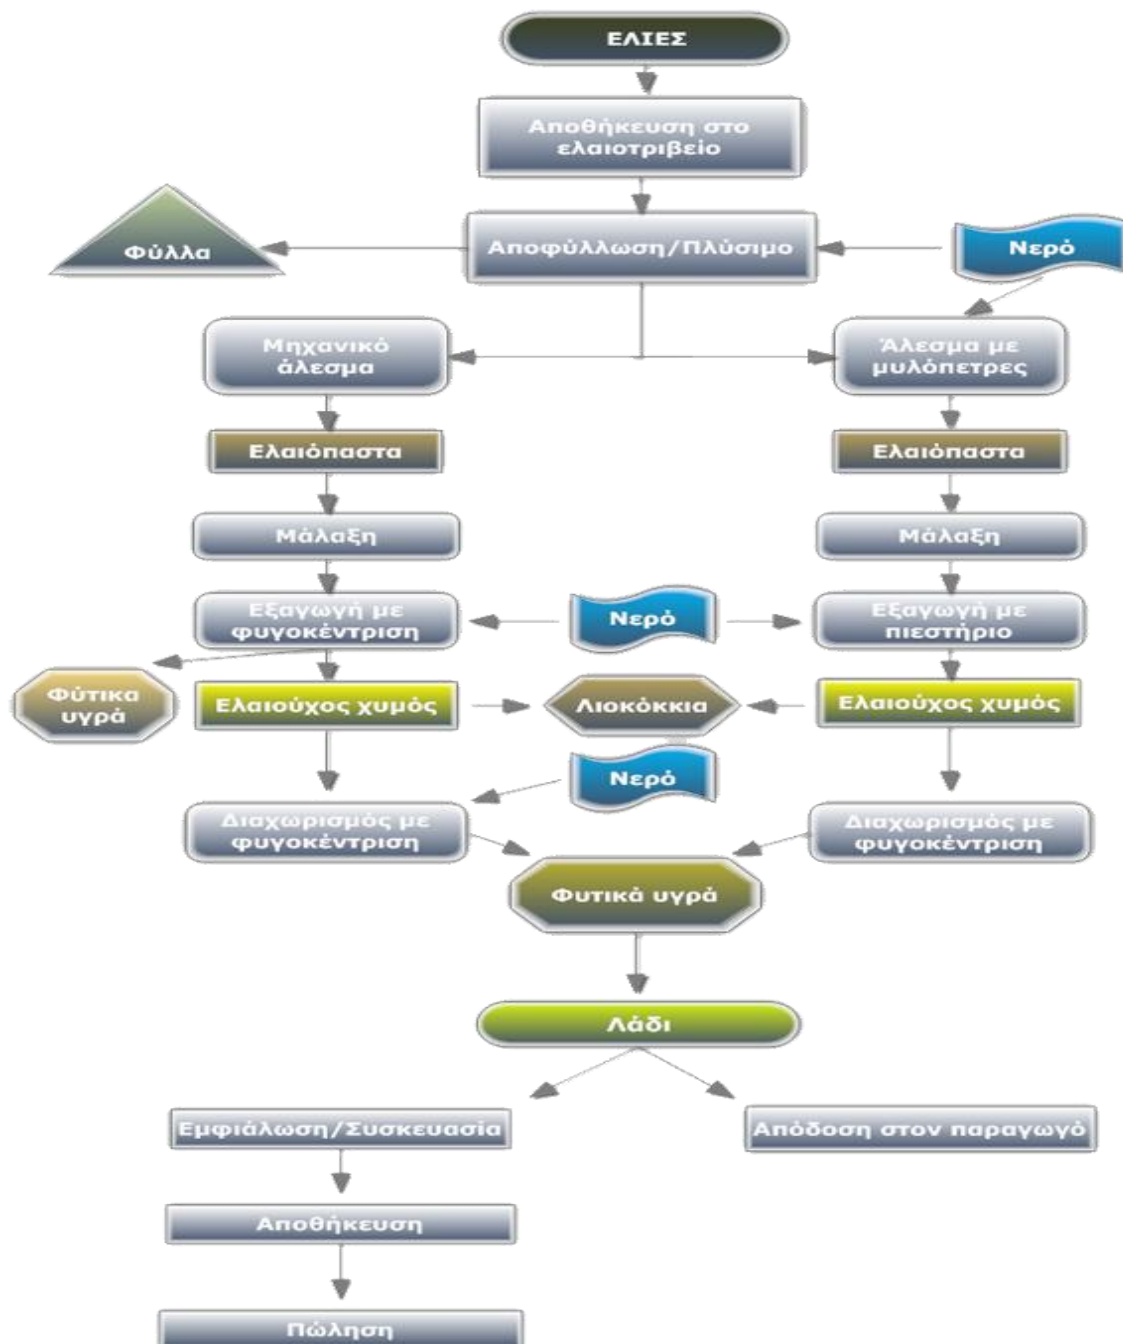 ΕΛΙΕΣ
Αποθήκευση στο
ελαιοτριβείο
Φύλλα
Αποφύλλωση/Πλύσιμο
Νερό
Μηχανικό
άλεσμα
Άλεσμα με
μυλόπετρες
Ελαιόπαστα
Ελαιόπαστα
Μάλαξη
Μάλαξη
Εξαγωγή με
φυγοκέντριση
Νερό
Εξαγωγή με
πιεστήριο
Φύτικα
υγρά
Ελαιούχος χυμός
Λιοκόκκια
Ελαιούχος χυμός
Νερό
Διαχωρισμός με
φυγοκέντριση
Διαχωρισμός με
φυγοκέντριση
Φυτικά υγρά
Λάδι
Εμφιάλωση/Συσκευασία
Απόδοση στον παραγωγό
Αποθήκευση
Πώληση